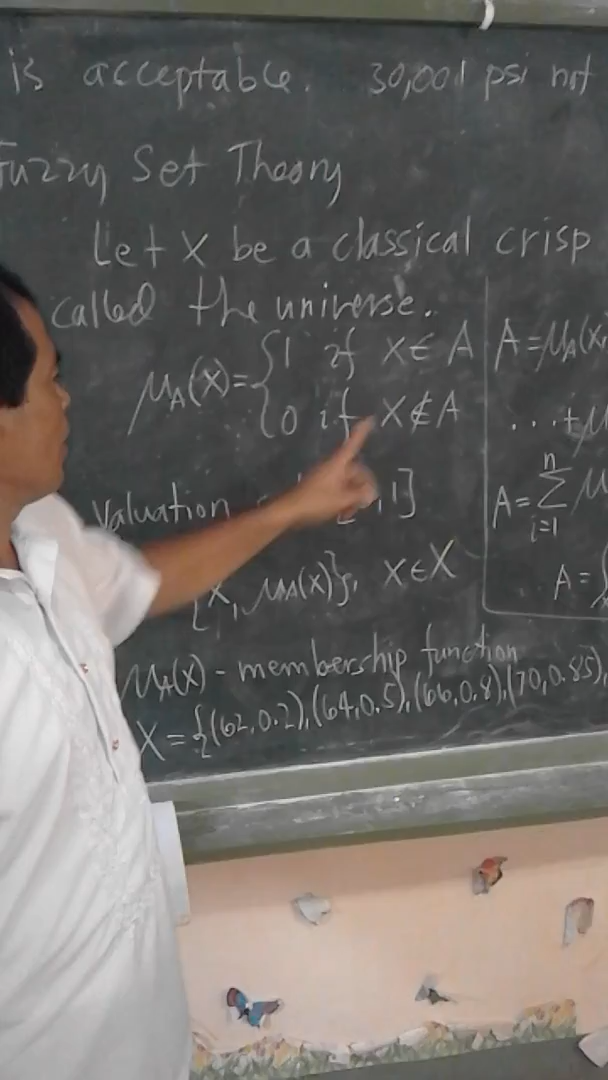 is acceptable. 30,001 psi not
Fuzzy Set Theory
Let X be a classical crisp
called the universe.
μA(x)= { 1 if x ∈ A
0 if x ∉ A
Valuation ,1]
{x, μA(x)}, x ∈ X
μA(x) - membership function
X = {(62,0.2),(64,0.5),(66,0.8),(70,0.85),
A=μA(x
...+μ
A= n Σ i=1 μ
A=∫